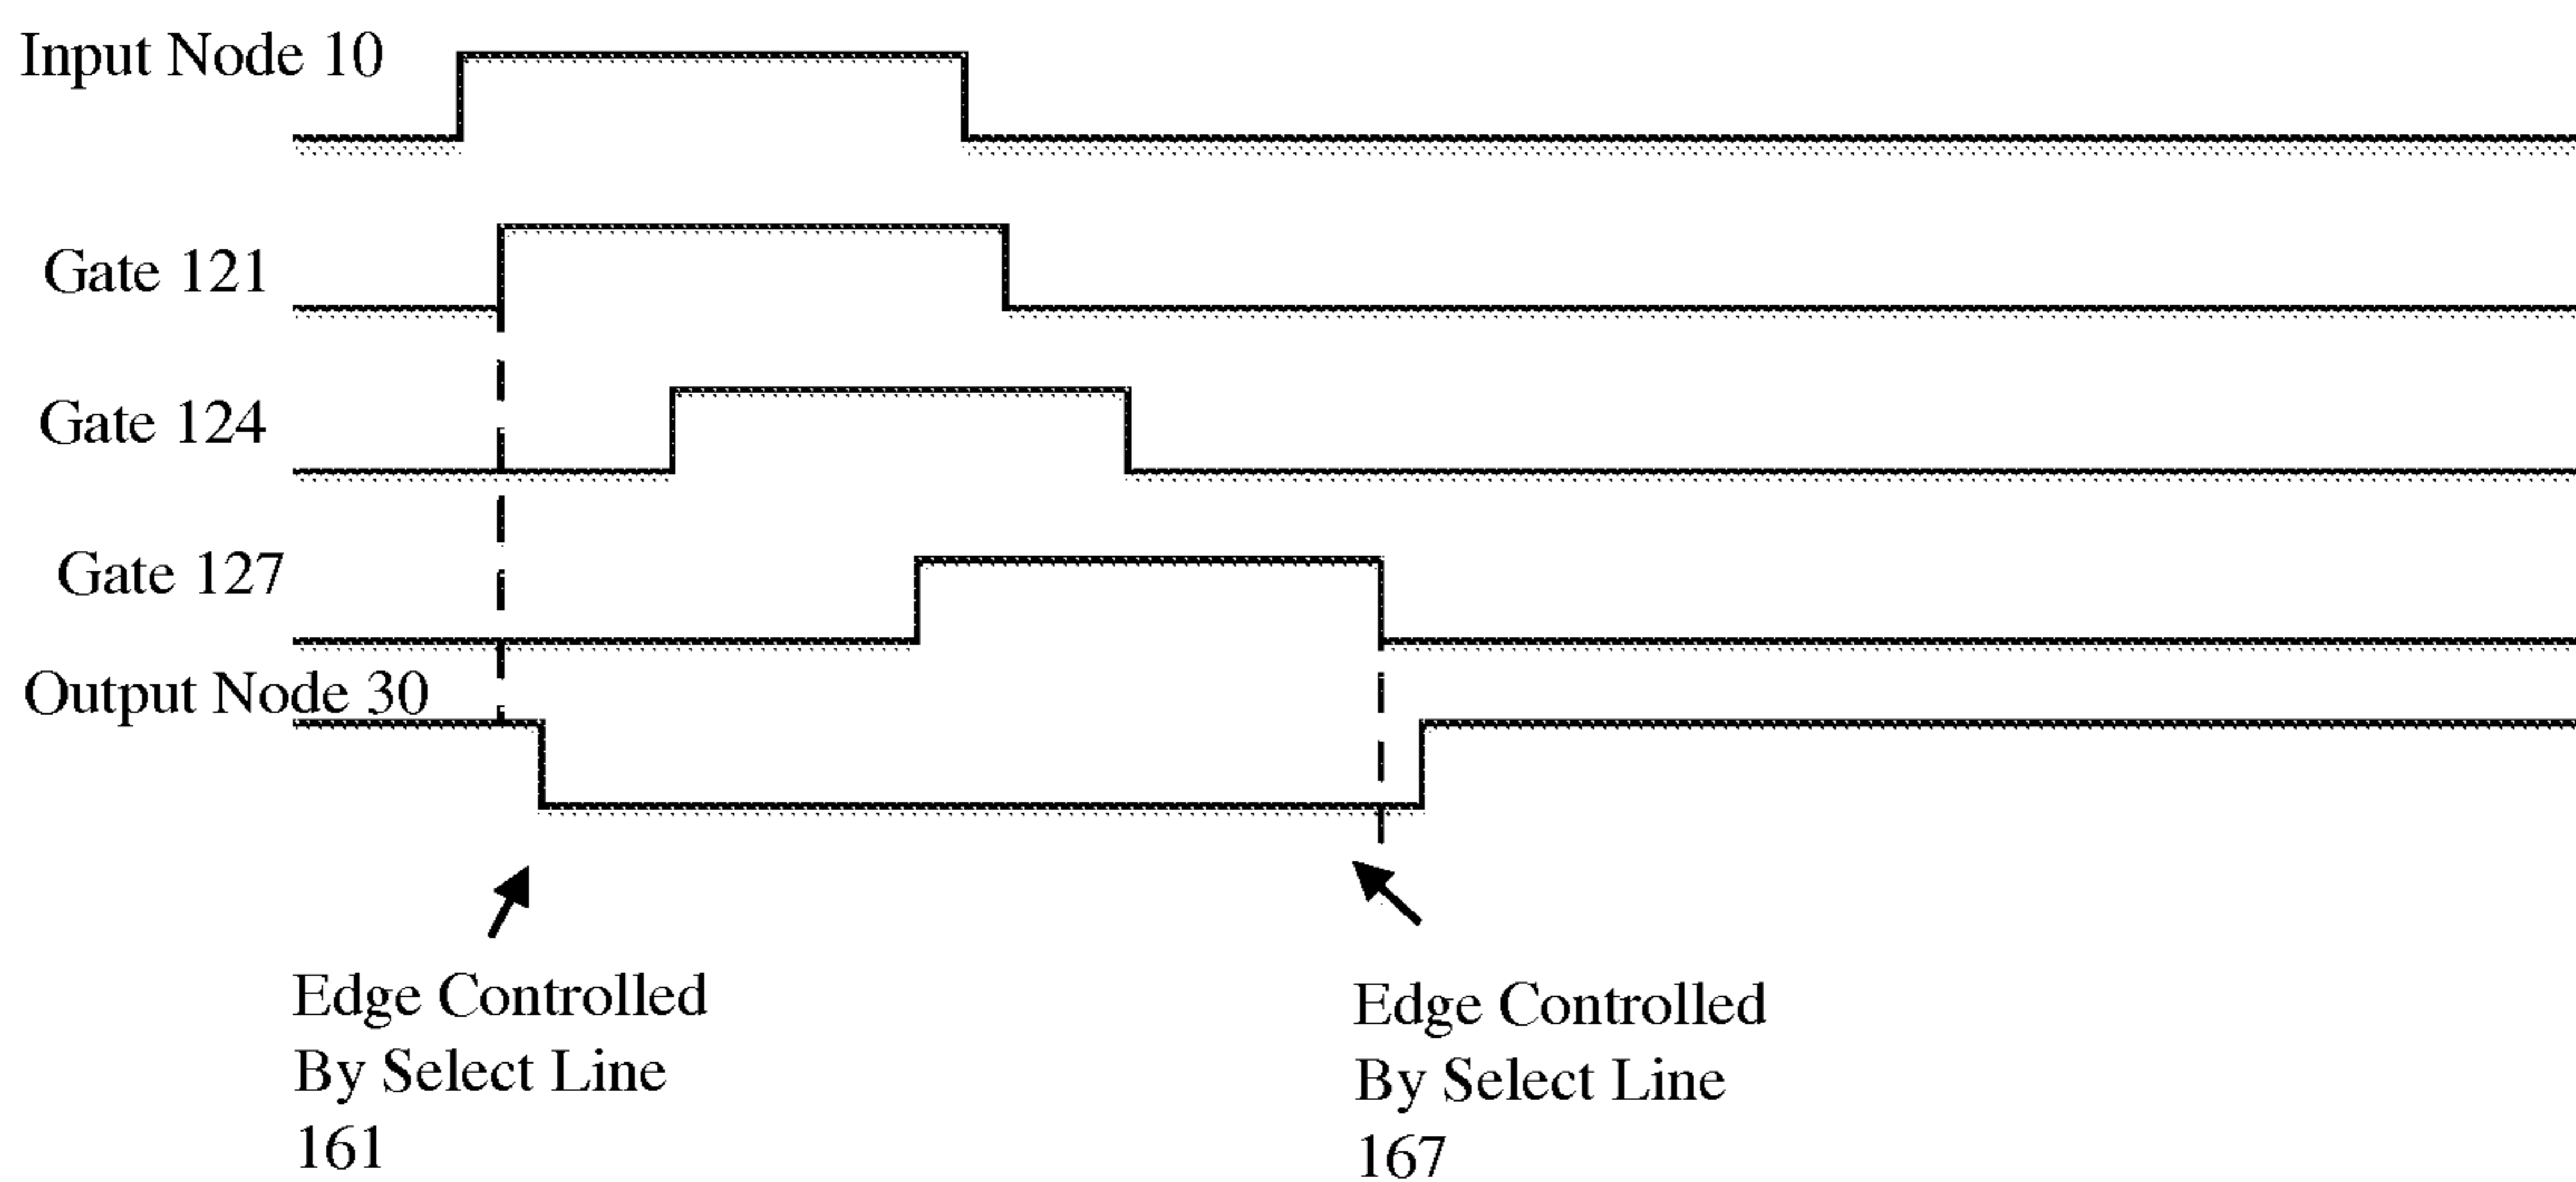 Input Node 10
Gate 121
Gate 124
Gate 127
Output Node 30
Edge Controlled
By Select Line
161
Edge Controlled
By Select Line
167